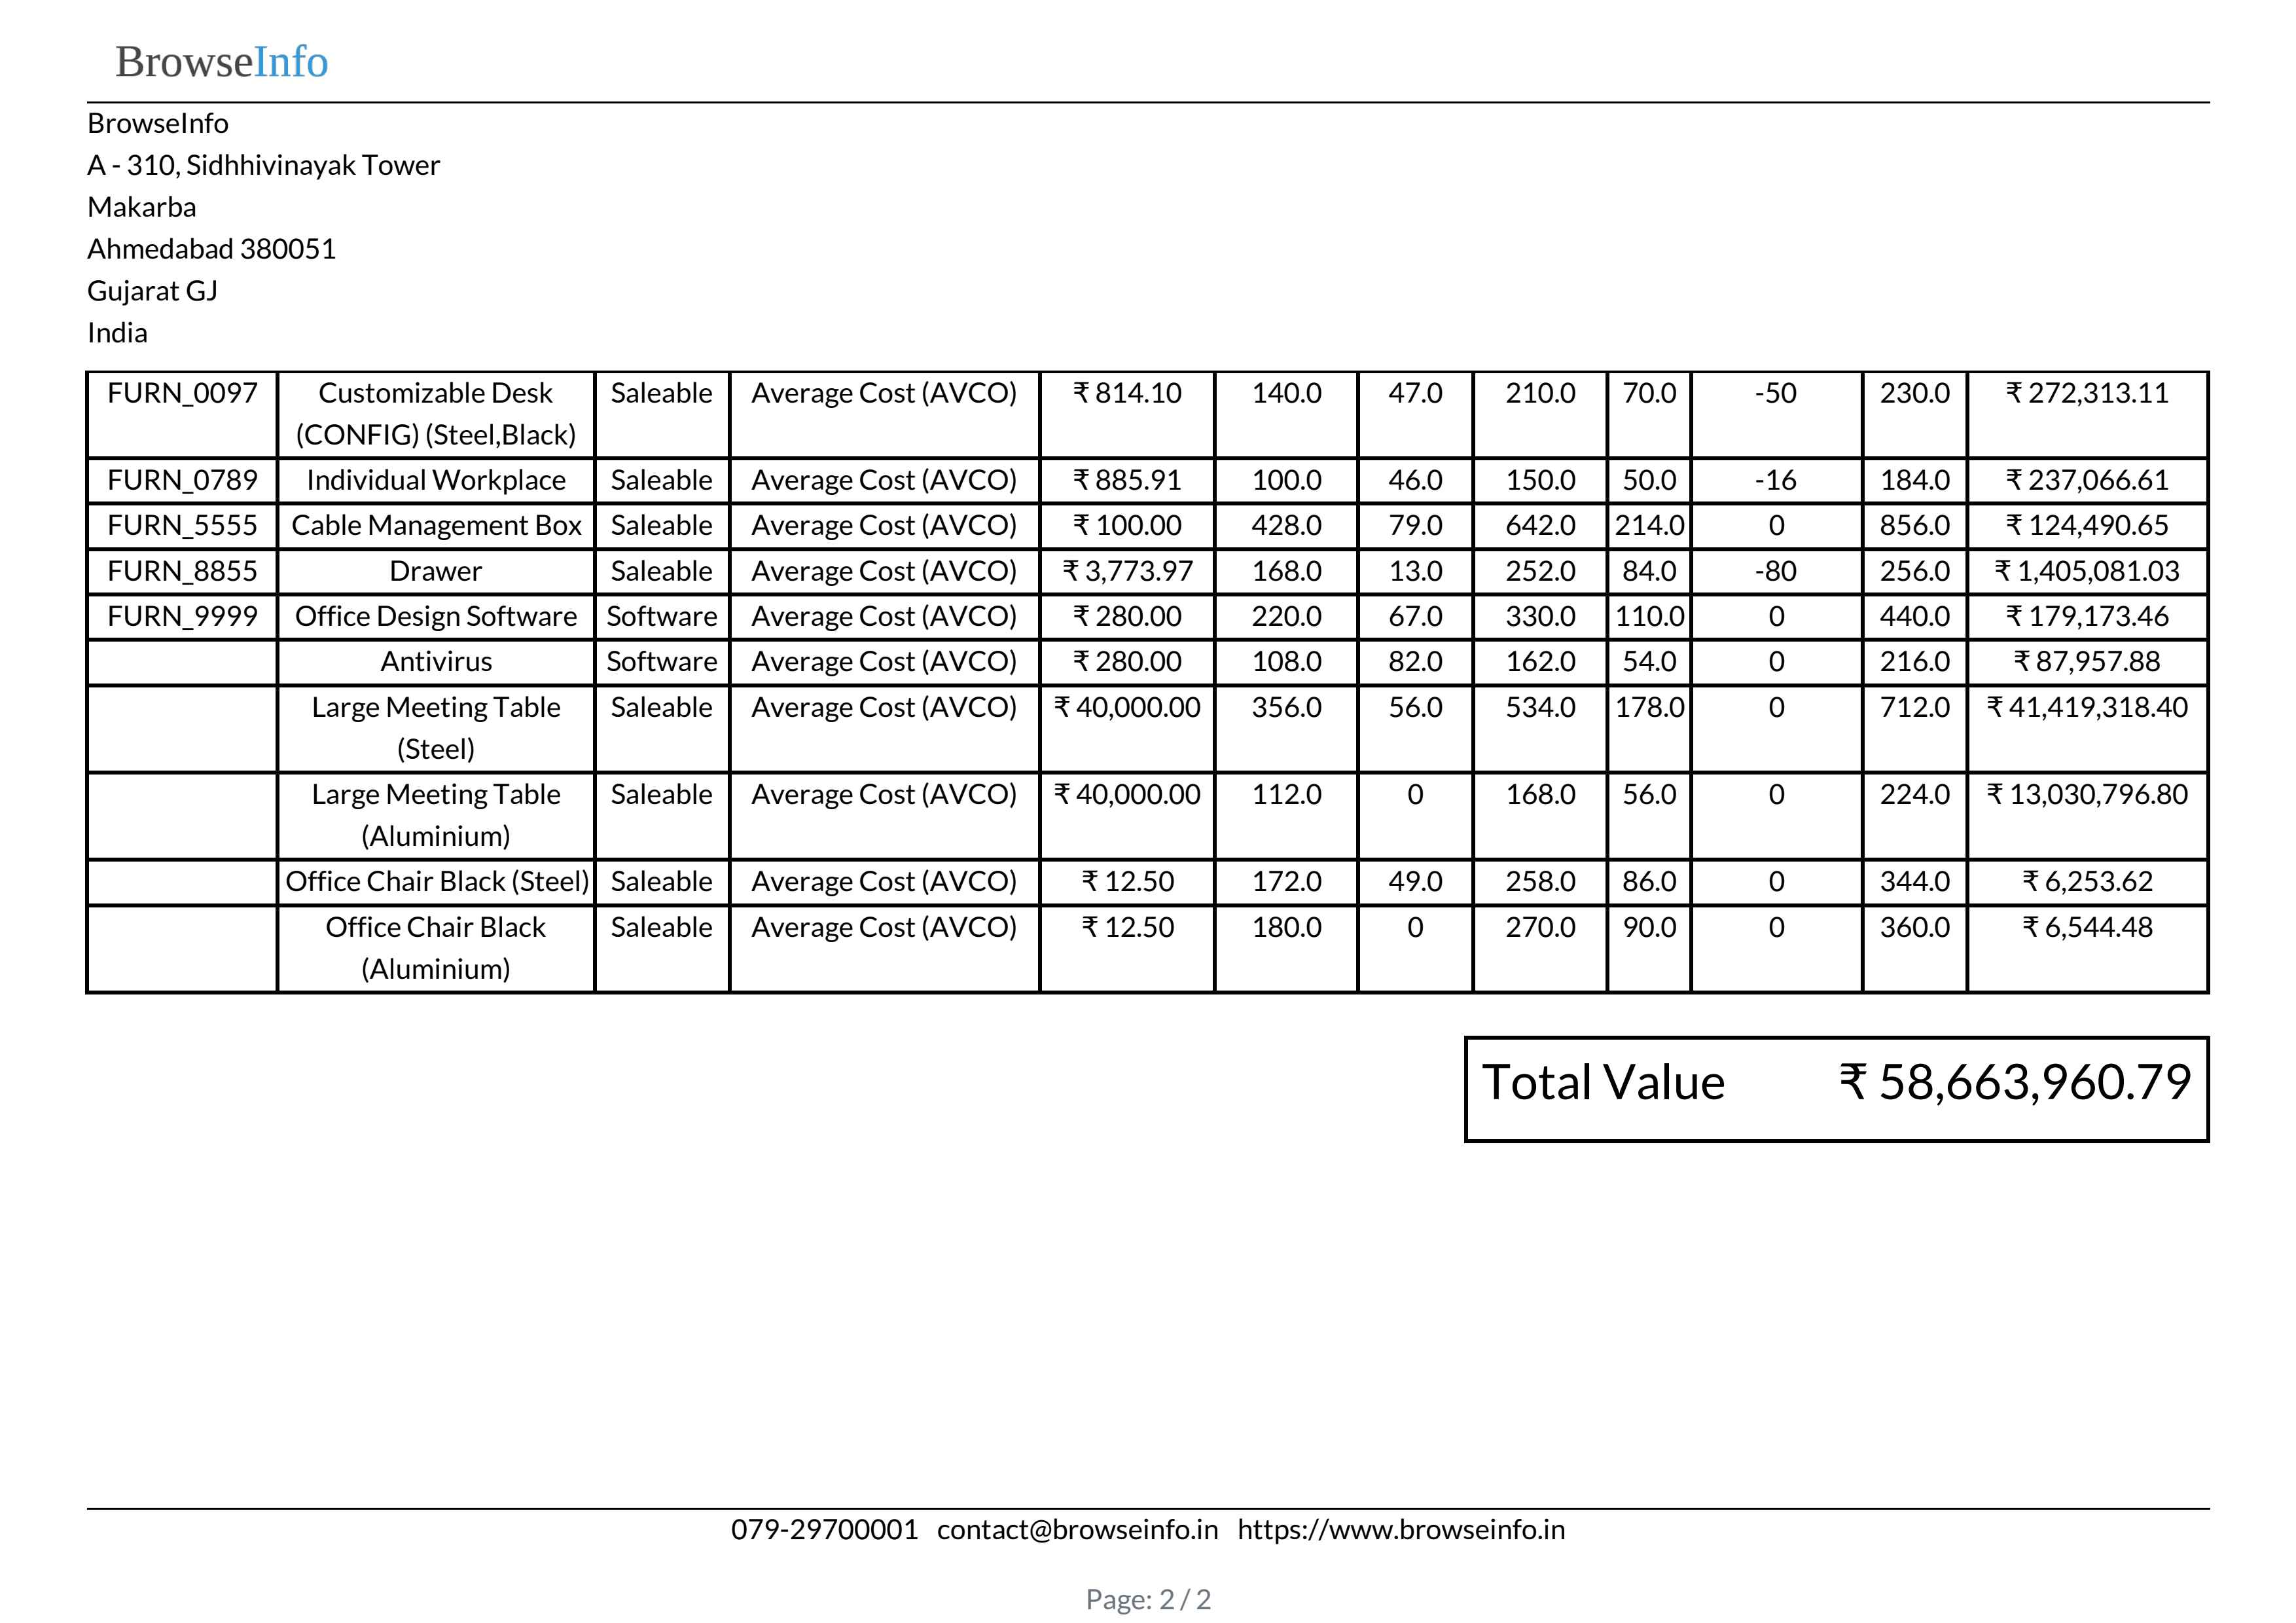 BrowseInfo
BrowseInfo
A - 310, Sidhhivinayak Tower
Makarba
Ahmedabad 380051
Gujarat GJ
India
FURN_0097 Customizable Desk Saleable Average Cost (AVCO) ₹ 814.10 140.0 47.0 210.0 70.0 -50 230.0 ₹ 272,313.11
(CONFIG) (Steel,Black)
FURN_0789 Individual Workplace Saleable Average Cost (AVCO) ₹ 885.91 100.0 46.0 150.0 50.0 -16 184.0 ₹ 237,066.61
FURN_5555 Cable Management Box Saleable Average Cost (AVCO) ₹ 100.00 428.0 79.0 642.0 214.0 0 856.0 ₹ 124,490.65
FURN_8855 Drawer Saleable Average Cost (AVCO) ₹ 3,773.97 168.0 13.0 252.0 84.0 -80 256.0 ₹ 1,405,081.03
FURN_9999 Office Design Software Software Average Cost (AVCO) ₹ 280.00 220.0 67.0 330.0 110.0 0 440.0 ₹ 179,173.46
Antivirus Software Average Cost (AVCO) ₹ 280.00 108.0 82.0 162.0 54.0 0 216.0 ₹ 87,957.88
Large Meeting Table Saleable Average Cost (AVCO) ₹ 40,000.00 356.0 56.0 534.0 178.0 0 712.0 ₹ 41,419,318.40
(Steel)
Large Meeting Table Saleable Average Cost (AVCO) ₹ 40,000.00 112.0 0 168.0 56.0 0 224.0 ₹ 13,030,796.80
(Aluminium)
Office Chair Black (Steel) Saleable Average Cost (AVCO) ₹ 12.50 172.0 49.0 258.0 86.0 0 344.0 ₹ 6,253.62
Office Chair Black Saleable Average Cost (AVCO) ₹ 12.50 180.0 0 270.0 90.0 0 360.0 ₹ 6,544.48
(Aluminium)
Total Value ₹ 58,663,960.79
079-29700001 contact@browseinfo.in https://www.browseinfo.in
Page: 2 / 2